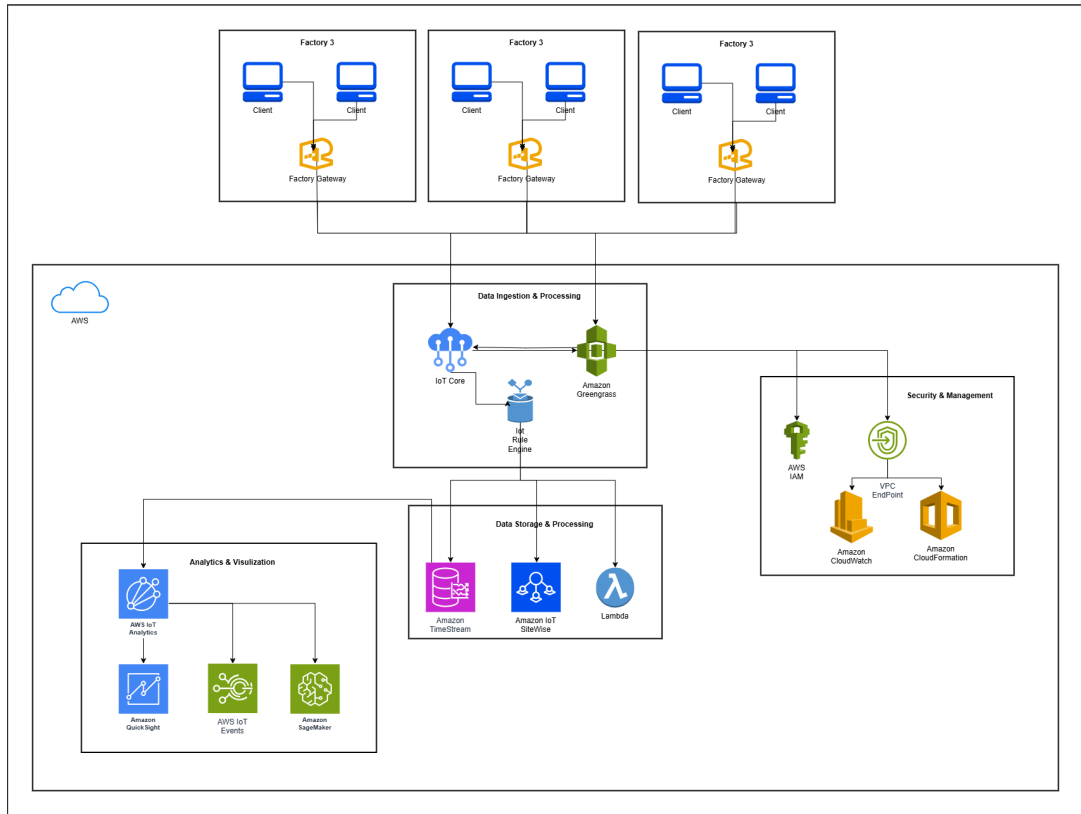 Factory 3
Factory 3
Factory 3
Client
Client
Client
Client
Client
Client
Factory Gateway
Factory Gateway
Factory Gateway
AWS
Data Ingestion & Processing
IoT Core
Amazon
Greengrass
Iot
Rule
Engine
Security & Management
AWS
IAM
VPC
EndPoint
Amazon
CloudWatch
Amazon
CloudFormation
Data Storage & Processing
Amazon
TimeStream
Amazon IoT
SiteWise
Lambda
Analytics & Visulization
AWS IoT
Analytics
Amazon
QuickSight
AWS IoT
Events
Amazon
SageMaker